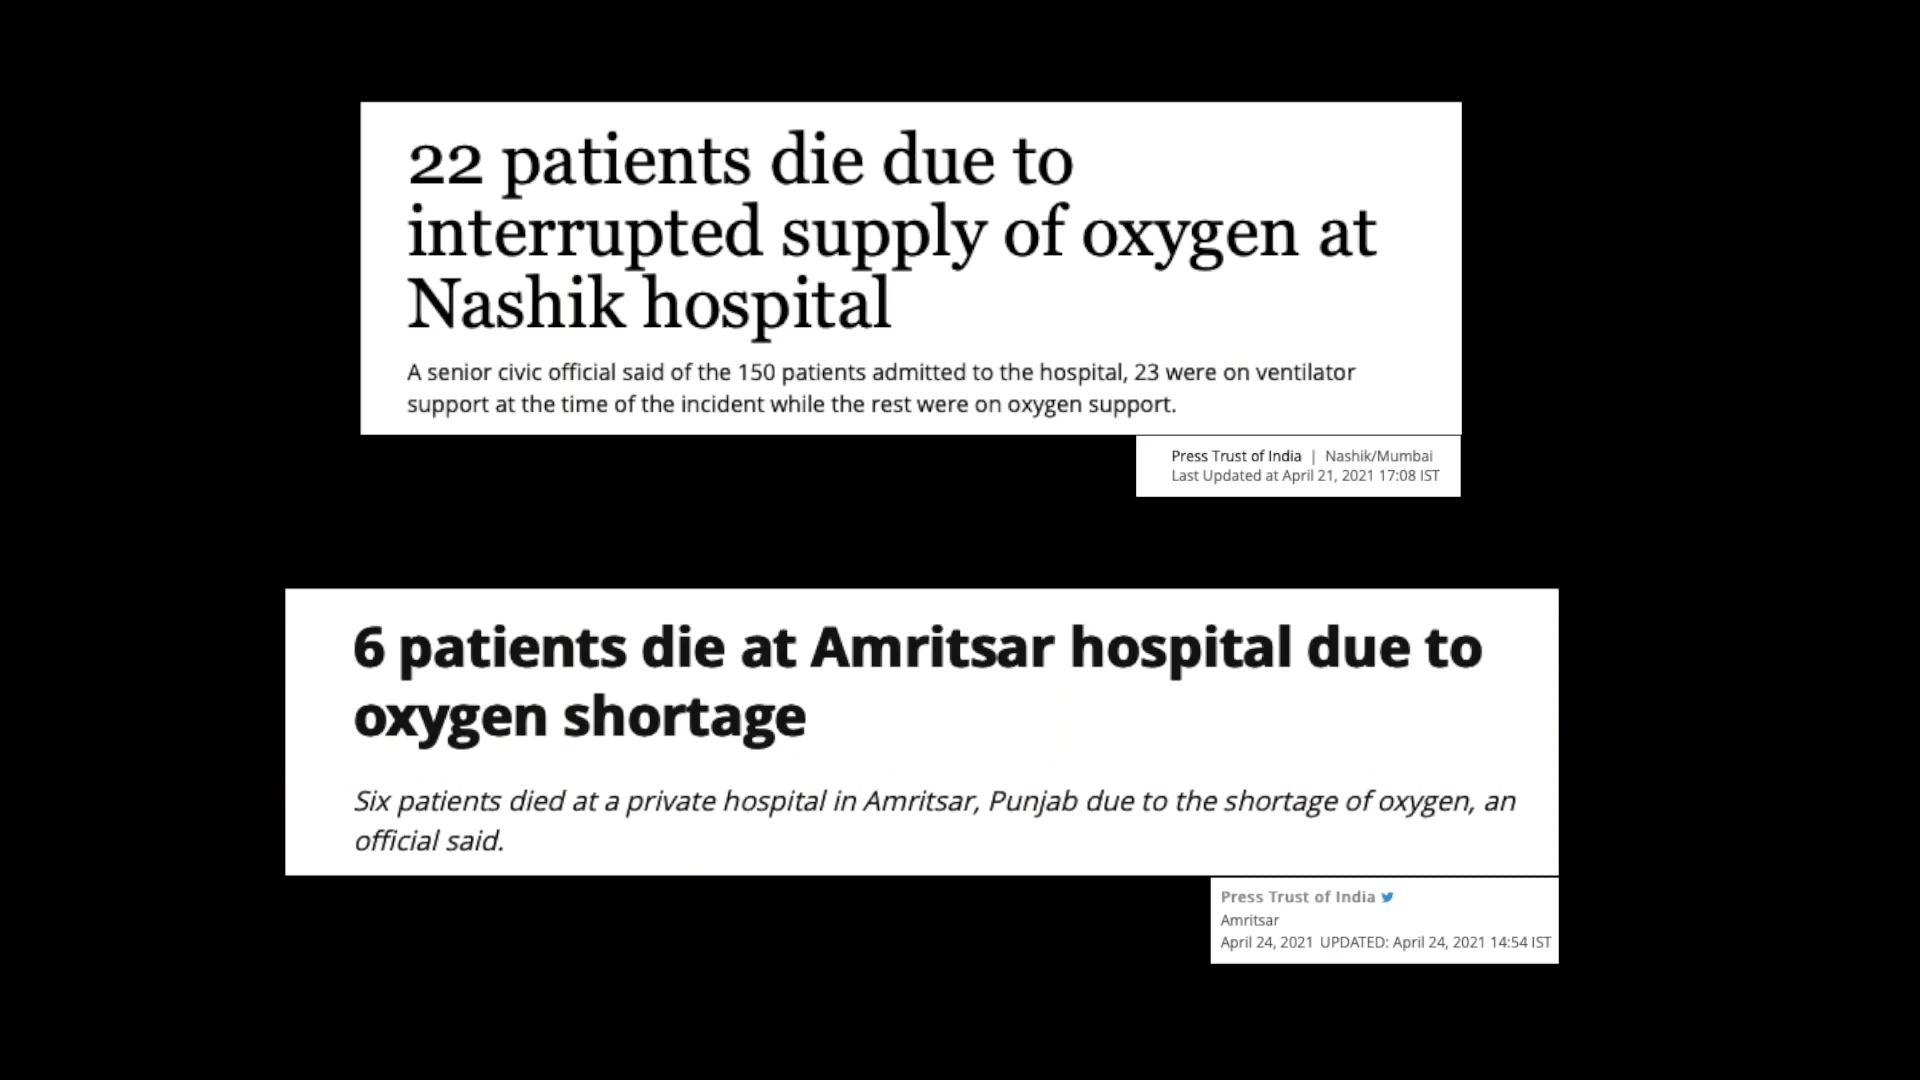 22 patients die due to
interrupted supply of oxygen at
Nashik hospital
A senior civic official said of the 150 patients admitted to the hospital, 23 were on ventilator
support at the time of the incident while the rest were on oxygen support.
Press Trust of India | Nashik/Mumbai
Last Updated at April 21, 2021 17:08 IST
6 patients die at Amritsar hospital due to
oxygen shortage
Six patients died at a private hospital in Amritsar, Punjab due to the shortage of oxygen, an
official said.
Press Trust of India
Amritsar
April 24, 2021 UPDATED: April 24, 2021 14:54 IST